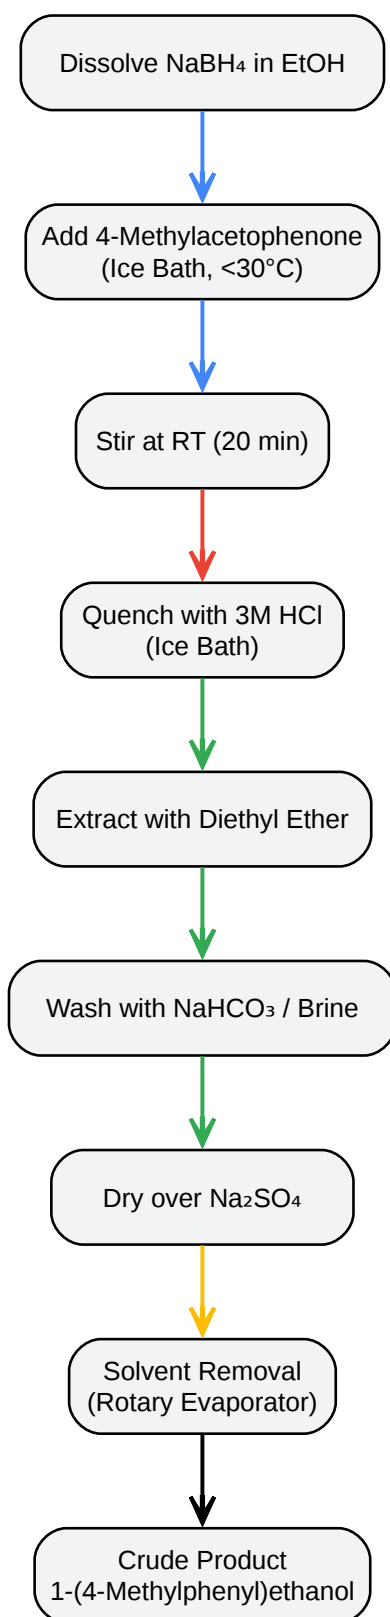 Dissolve NaBH₄ in EtOH
Add 4-Methylacetophenone
(Ice Bath, <30°C)
Stir at RT (20 min)
Quench with 3M HCl
(Ice Bath)
Extract with Diethyl Ether
Wash with NaHCO₃ / Brine
Dry over Na₂SO₄
Solvent Removal
(Rotary Evaporator)
Crude Product
1-(4-Methylphenyl)ethanol